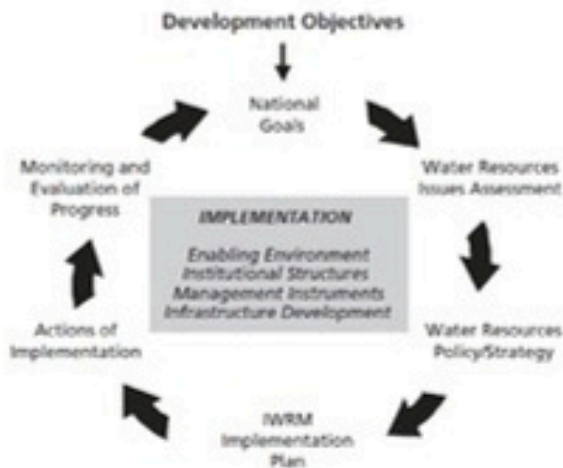 Development Objectives
National
Goals
Water Resources
Issues Assessment
Water Resources
Policy/Strategy
IWRM
Implementation
Plan
Actions of
Implementation
Monitoring and
Evaluation of
Progress
IMPLEMENTATION
Enabling Environment
Institutional Structures
Management Instruments
Infrastructure Development